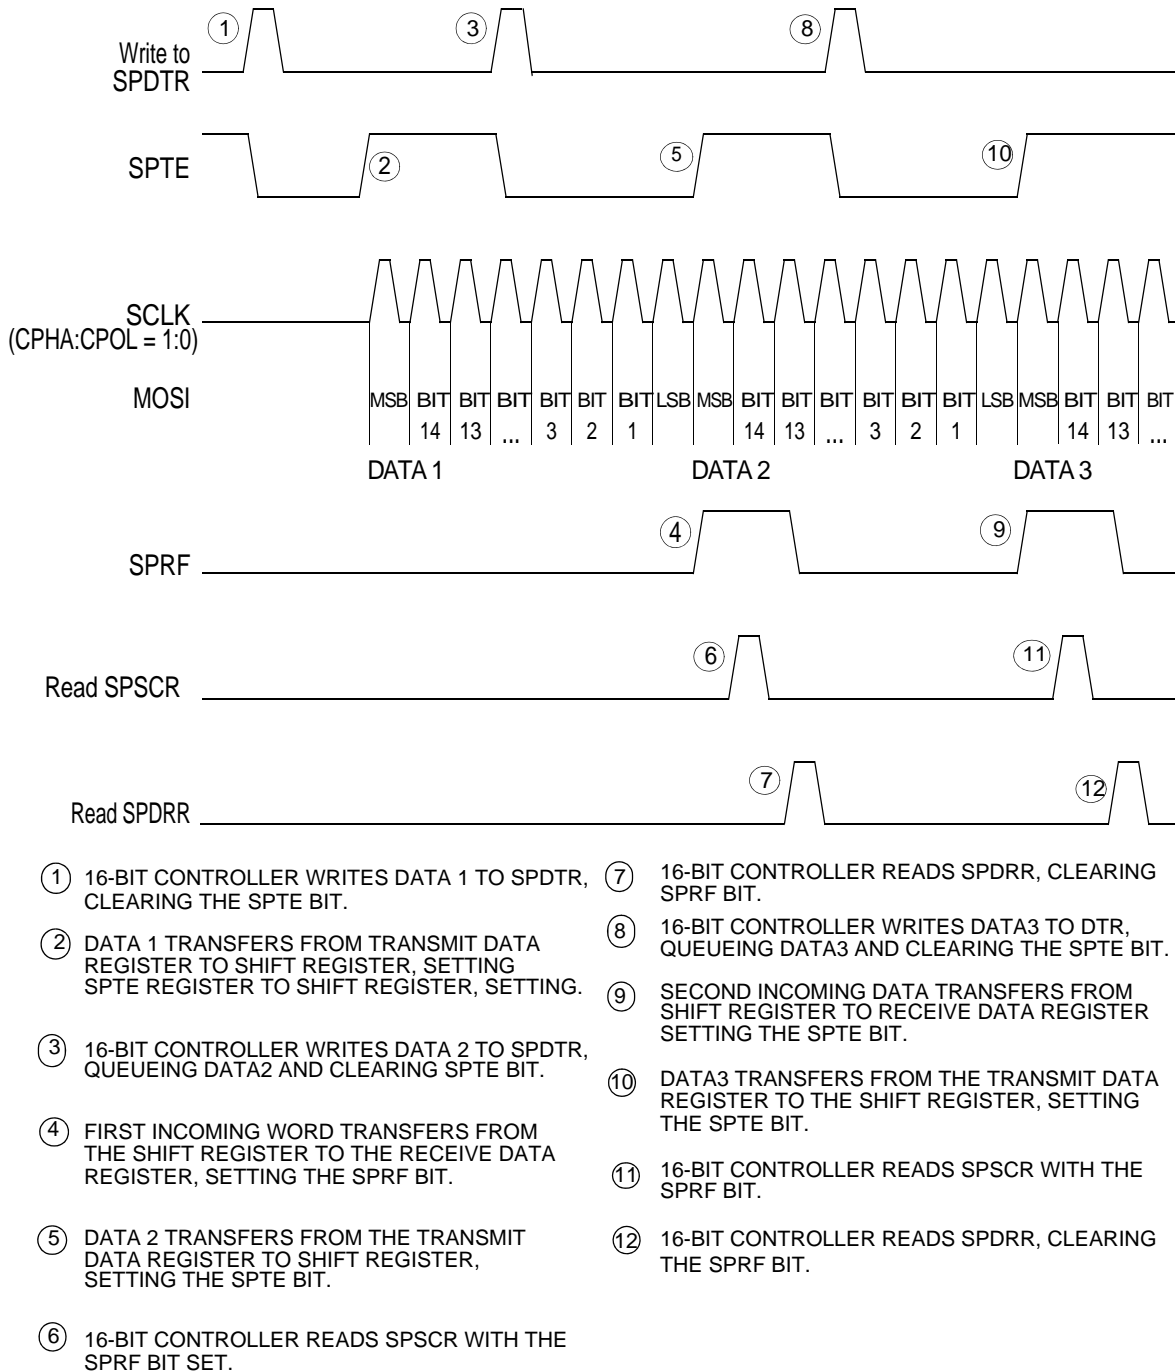 1
3
8
Write to
SPDTR
SPTE
2
5
10
SCLK
(CPHA:CPOL = 1:0)
MOSI
MSB BIT BIT BIT BIT BIT BIT LSB MSB BIT BIT BIT BIT BIT BIT LSB MSB BIT BIT BIT
14 13 ... 3 2 1 14 13 ... 3 2 1 14 13 ...
DATA 1 DATA 2 DATA 3
4
9
SPRF
6
11
Read SPSCR
7
12
Read SPDRR
1 16-BIT CONTROLLER WRITES DATA 1 TO SPDTR,
CLEARING THE SPTE BIT.
2 DATA 1 TRANSFERS FROM TRANSMIT DATA
REGISTER TO SHIFT REGISTER, SETTING
SPTE REGISTER TO SHIFT REGISTER, SETTING.
3 16-BIT CONTROLLER WRITES DATA 2 TO SPDTR,
QUEUEING DATA2 AND CLEARING SPTE BIT.
4 FIRST INCOMING WORD TRANSFERS FROM
THE SHIFT REGISTER TO THE RECEIVE DATA
REGISTER, SETTING THE SPRF BIT.
5 DATA 2 TRANSFERS FROM THE TRANSMIT
DATA REGISTER TO SHIFT REGISTER,
SETTING THE SPTE BIT.
6 16-BIT CONTROLLER READS SPSCR WITH THE
SPRF BIT SET.
7 16-BIT CONTROLLER READS SPDRR, CLEARING
SPRF BIT.
8 16-BIT CONTROLLER WRITES DATA3 TO DTR,
QUEUEING DATA3 AND CLEARING THE SPTE BIT.
9 SECOND INCOMING DATA TRANSFERS FROM
SHIFT REGISTER TO RECEIVE DATA REGISTER
SETTING THE SPTE BIT.
10 DATA3 TRANSFERS FROM THE TRANSMIT DATA
REGISTER TO THE SHIFT REGISTER, SETTING
THE SPTE BIT.
11 16-BIT CONTROLLER READS SPSCR WITH THE
SPRF BIT.
12 16-BIT CONTROLLER READS SPDRR, CLEARING
THE SPRF BIT.